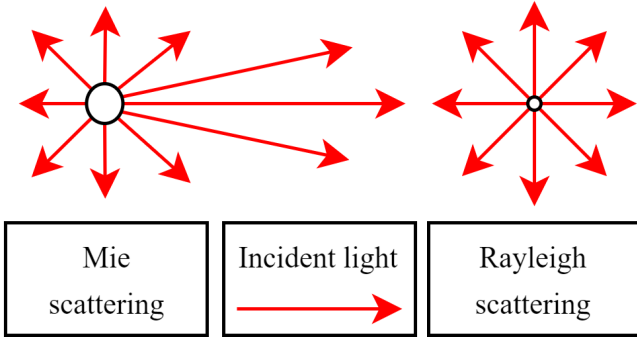 Mie
scattering
Incident light
Rayleigh
scattering